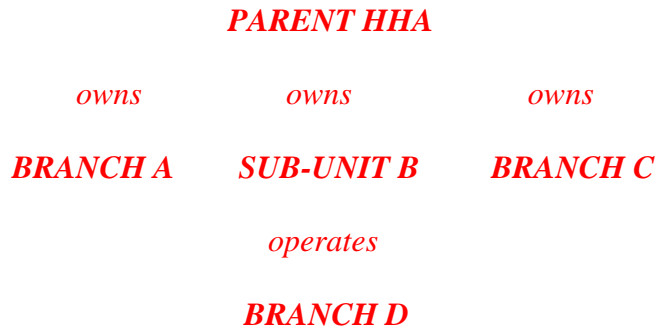 PARENT HHA
owns owns owns
BRANCH A SUB-UNIT B BRANCH C
operates
BRANCH D